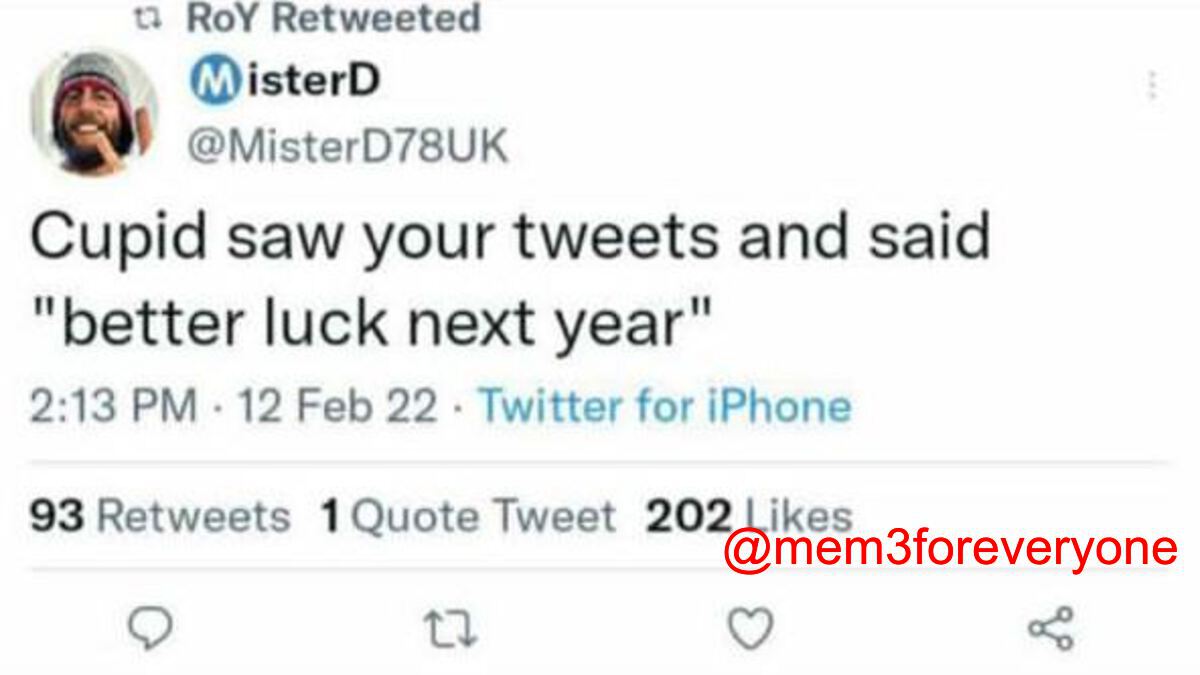 RoY Retweeted
MisterD
@MisterD78UK
Cupid saw your tweets and said
"better luck next year"
2:13 PM · 12 Feb 22 · Twitter for iPhone
93 Retweets 1 Quote Tweet 202 Likes
@mem3foreveryone